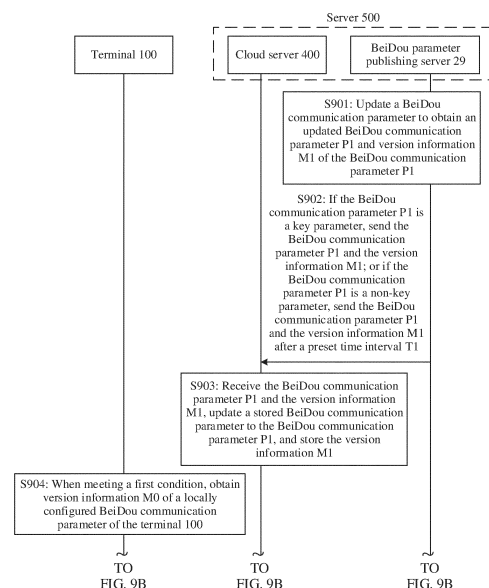 Server 500
Terminal 100
Cloud server 400
BeiDou parameter
publishing server 29
S901: Update a BeiDou
communication parameter to obtain an
updated BeiDou communication
parameter P1 and version information
M1 of the BeiDou communication
parameter P1
S902: If the BeiDou
communication parameter P1 is
a key parameter, send the
BeiDou communication
parameter P1 and the version
information M1; or if the
BeiDou communication
parameter P1 is a non-key
parameter, send the BeiDou
communication parameter P1
and the version information M1
after a preset time interval T1
S903: Receive the BeiDou communication
parameter P1 and the version information
M1, update a stored BeiDou communication
parameter to the BeiDou communication
parameter P1, and store the version
information M1
S904: When meeting a first condition, obtain
version information M0 of a locally
configured BeiDou communication
parameter of the terminal 100
TO
FIG. 9B
TO
FIG. 9B
TO
FIG. 9B